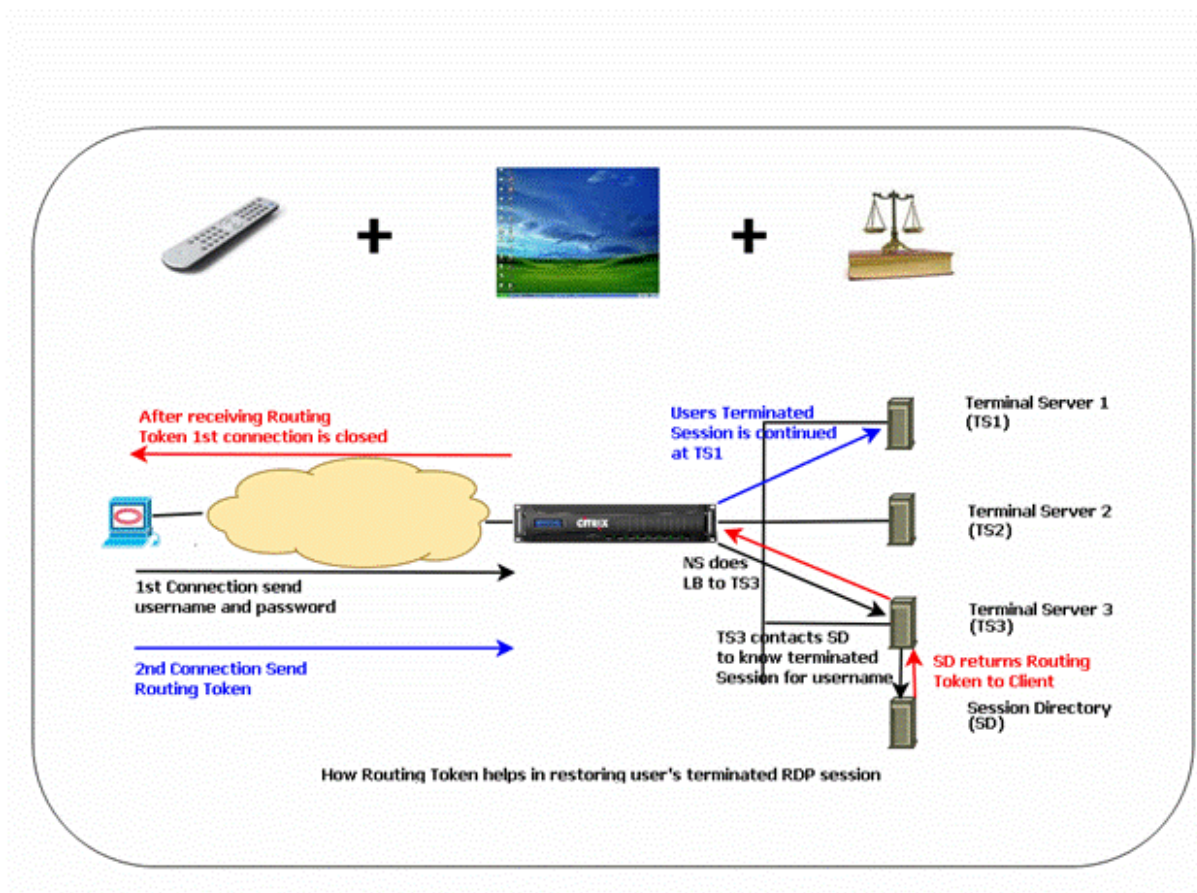 After receiving Routing
Token 1st connection is closed
Users Terminated
Session is continued
at TS1
Terminal Server 1
(TS1)
CITRIX
Terminal Server 2
(TS2)
1st Connection send
username and password
NS does
LB to TS3
Terminal Server 3
(TS3)
2nd Connection Send
Routing Token
TS3 contacts SD
to know terminated
Session for username
SD returns Routing
Token to Client
Session Directory
(SD)
How Routing Token helps in restoring user's terminated RDP session